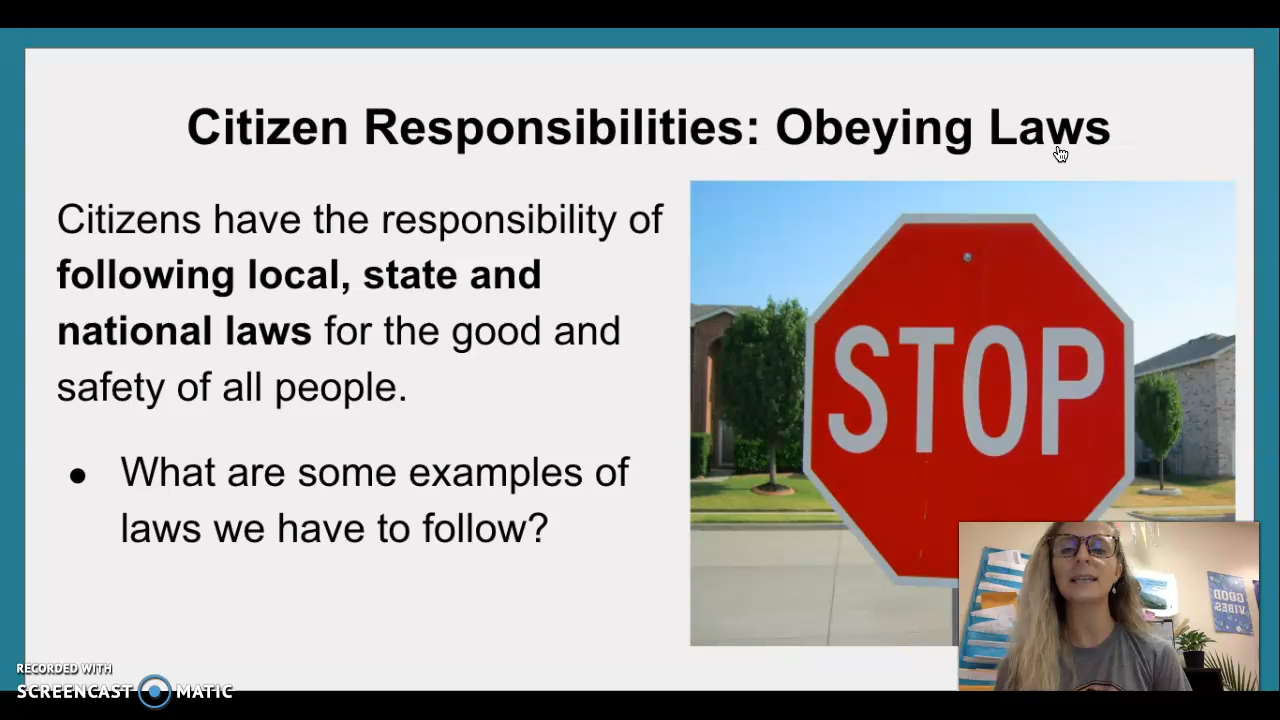 Citizen Responsibilities: Obeying Laws
Citizens have the responsibility of
following local, state and
national laws for the good and
safety of all people.
● What are some examples of
laws we have to follow?
STOP
GOOD
VIBES
RECORDED WITH
SCREENCAST MATIC